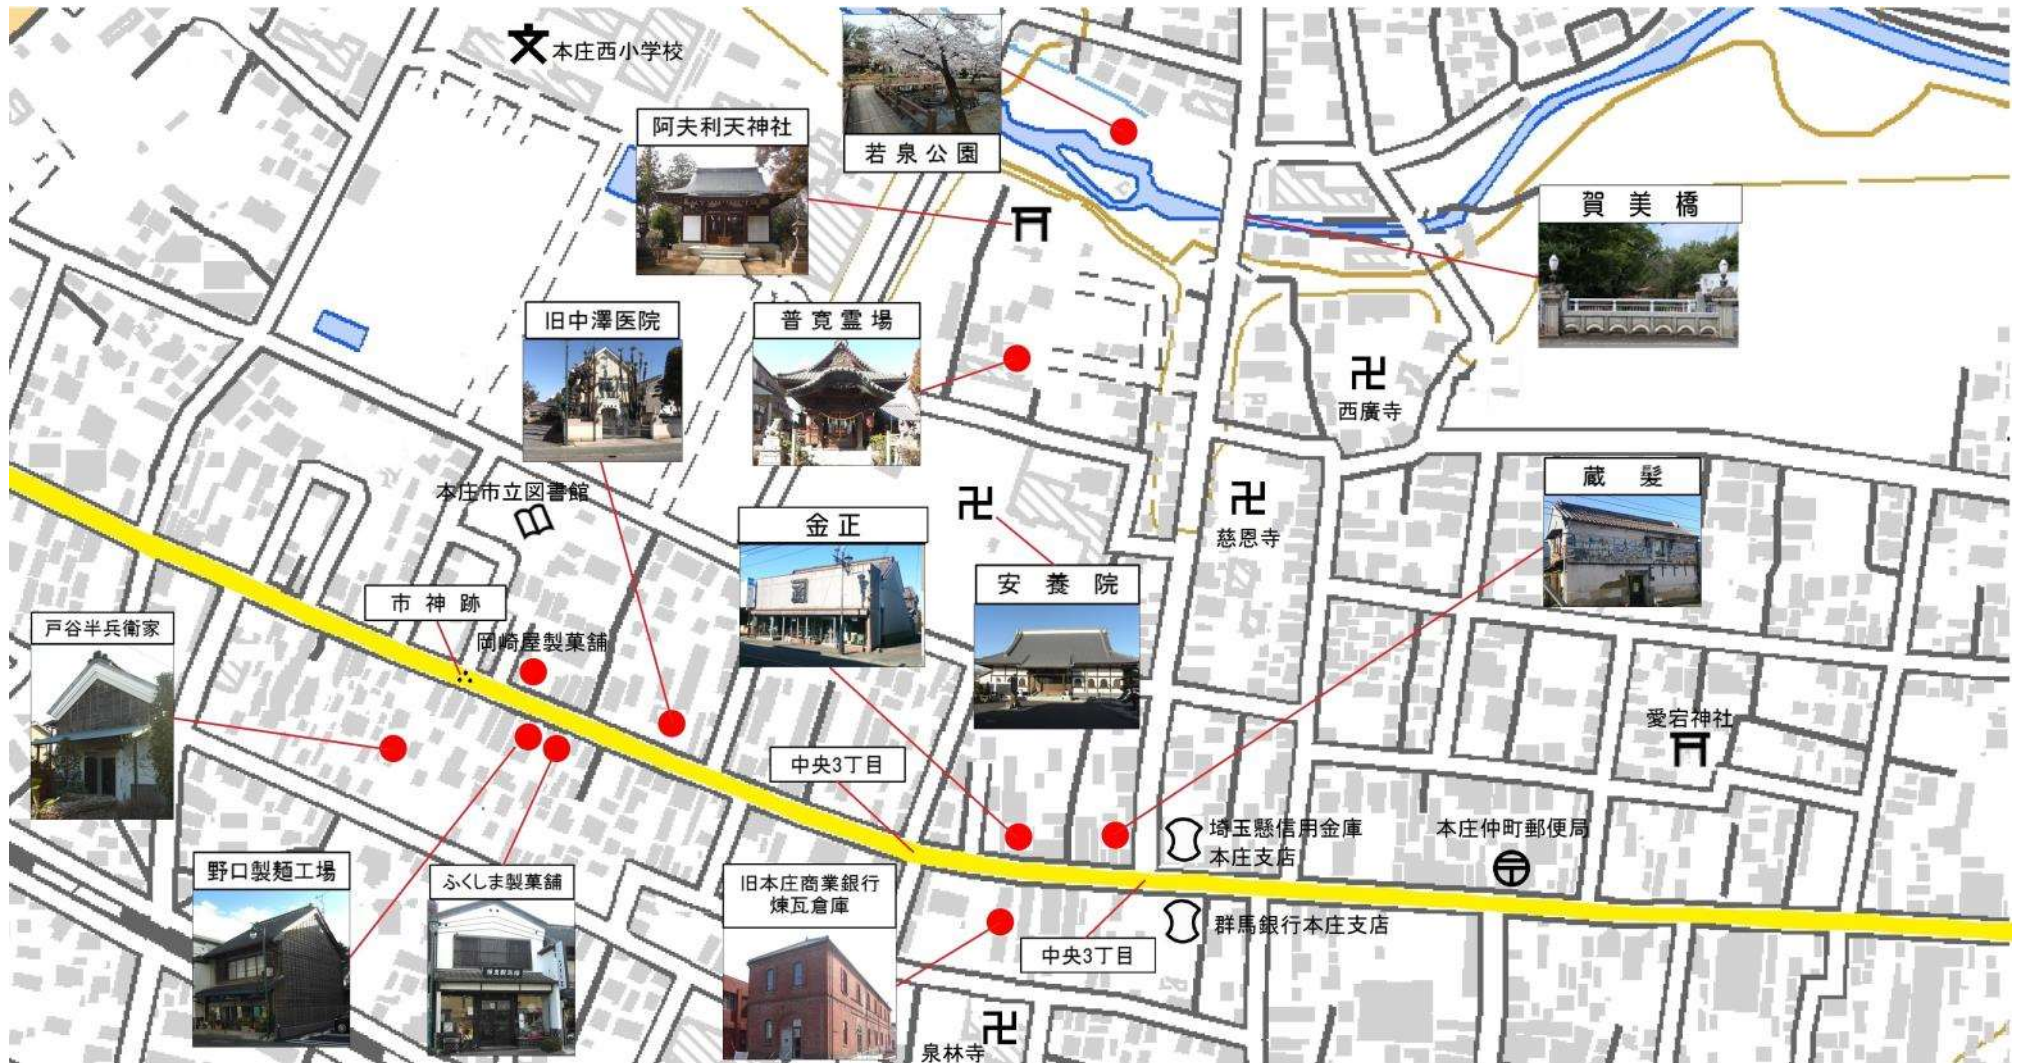 本庄西小学校
阿夫利天神社
若泉公園
賀美橋
旧中澤医院
普寛霊場
西廣寺
本庄市立図書館
金正
慈恩寺
蔵髪
安養院
市神跡
戸谷半兵衛家
岡崎屋製菓舗
愛宕神社
中央3丁目
埼玉懸信用金庫
本庄支店
本庄仲町郵便局
野口製麺工場
ふくしま製菓舗
旧本庄商業銀行
煉瓦倉庫
群馬銀行本庄支店
中央3丁目
泉林寺